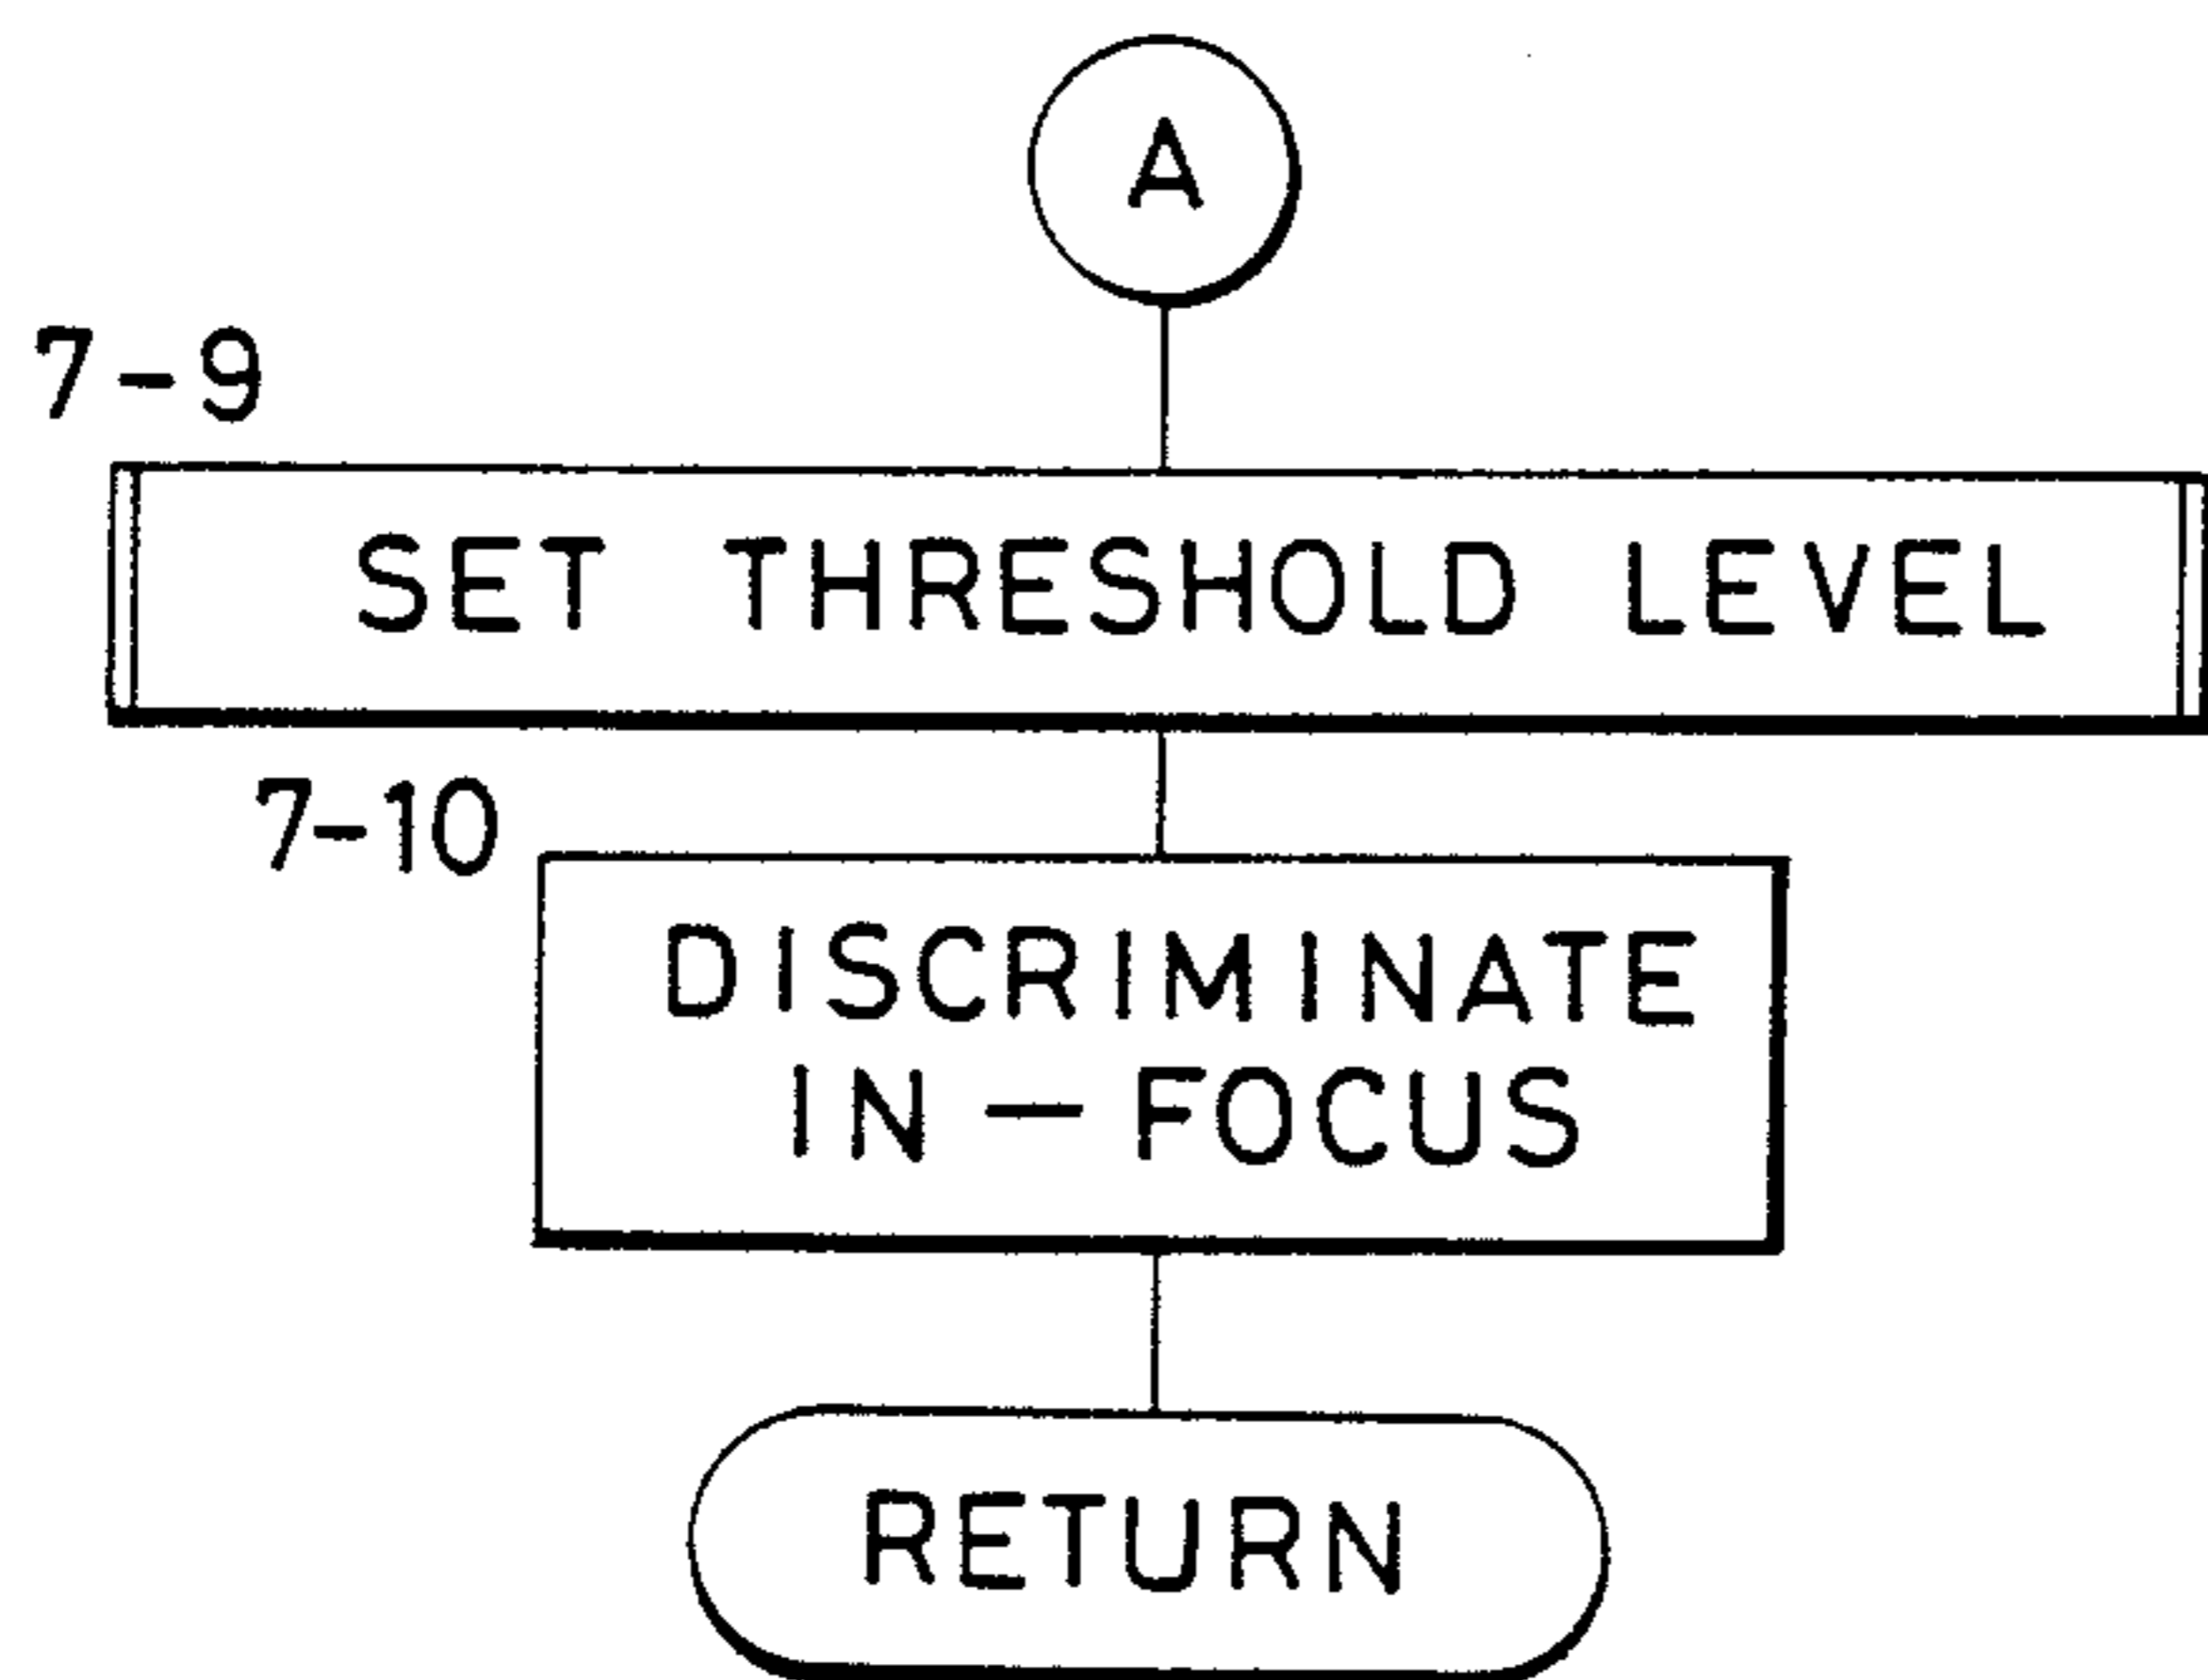 A
7-9
SET THRESHOLD LEVEL
7-10
DISCRIMINATE
IN-FOCUS
RETURN